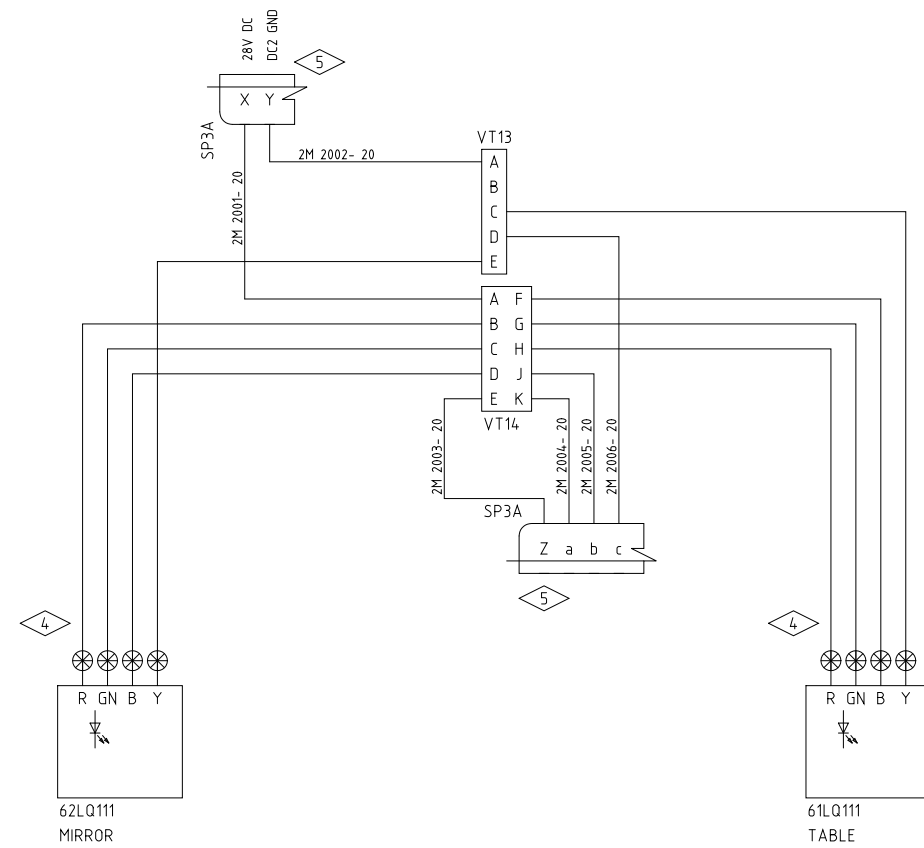 28V DC
DC2 GND
5
X Y
SP3A
2M 2002- 20
2M 2001- 20
VT13
A
B
C
D
E
A F
B G
C H
D J
E K
VT14
2M 2003- 20
2M 2004- 20
2M 2005- 20
2M 2006- 20
SP3A
Z a b c
5
4
R GN B Y
62LQ111
MIRROR
4
R GN B Y
61LQ111
TABLE